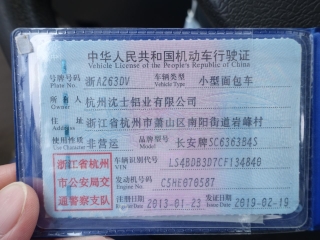 中华人民共和国机动车行驶证
Vehicle License of the People's Republic of China
号牌号码 Plate No. 浙AZ63DV 车辆类型 Vehicle Type 小型面包车
所有人 Owner 杭州沈士铝业有限公司
住址 Address 浙江省杭州市萧山区南阳街道岩峰村
使用性质 Use Character 非营运 品牌型号 Model 长安牌SC6363B4S
浙江省杭州市公安局交通警察支队
车辆识别代号 VIN LS4BDB3D7CF134840
发动机号码 Engine No.
注册日期 Register Date 2013-01-23 发证日期 Issue Date 2019-02-19